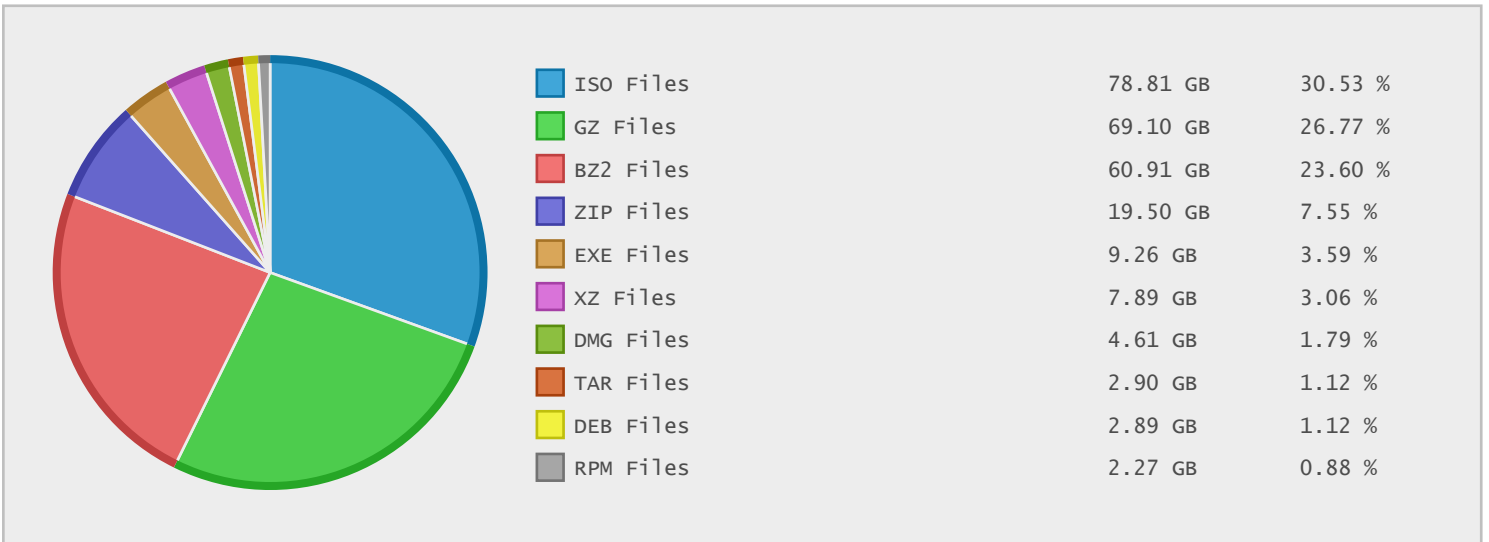 ISO Files 78.81 GB 30.53 %
GZ Files 69.10 GB 26.77 %
BZ2 Files 60.91 GB 23.60 %
ZIP Files 19.50 GB 7.55 %
EXE Files 9.26 GB 3.59 %
XZ Files 7.89 GB 3.06 %
DMG Files 4.61 GB 1.79 %
TAR Files 2.90 GB 1.12 %
DEB Files 2.89 GB 1.12 %
RPM Files 2.27 GB 0.88 %